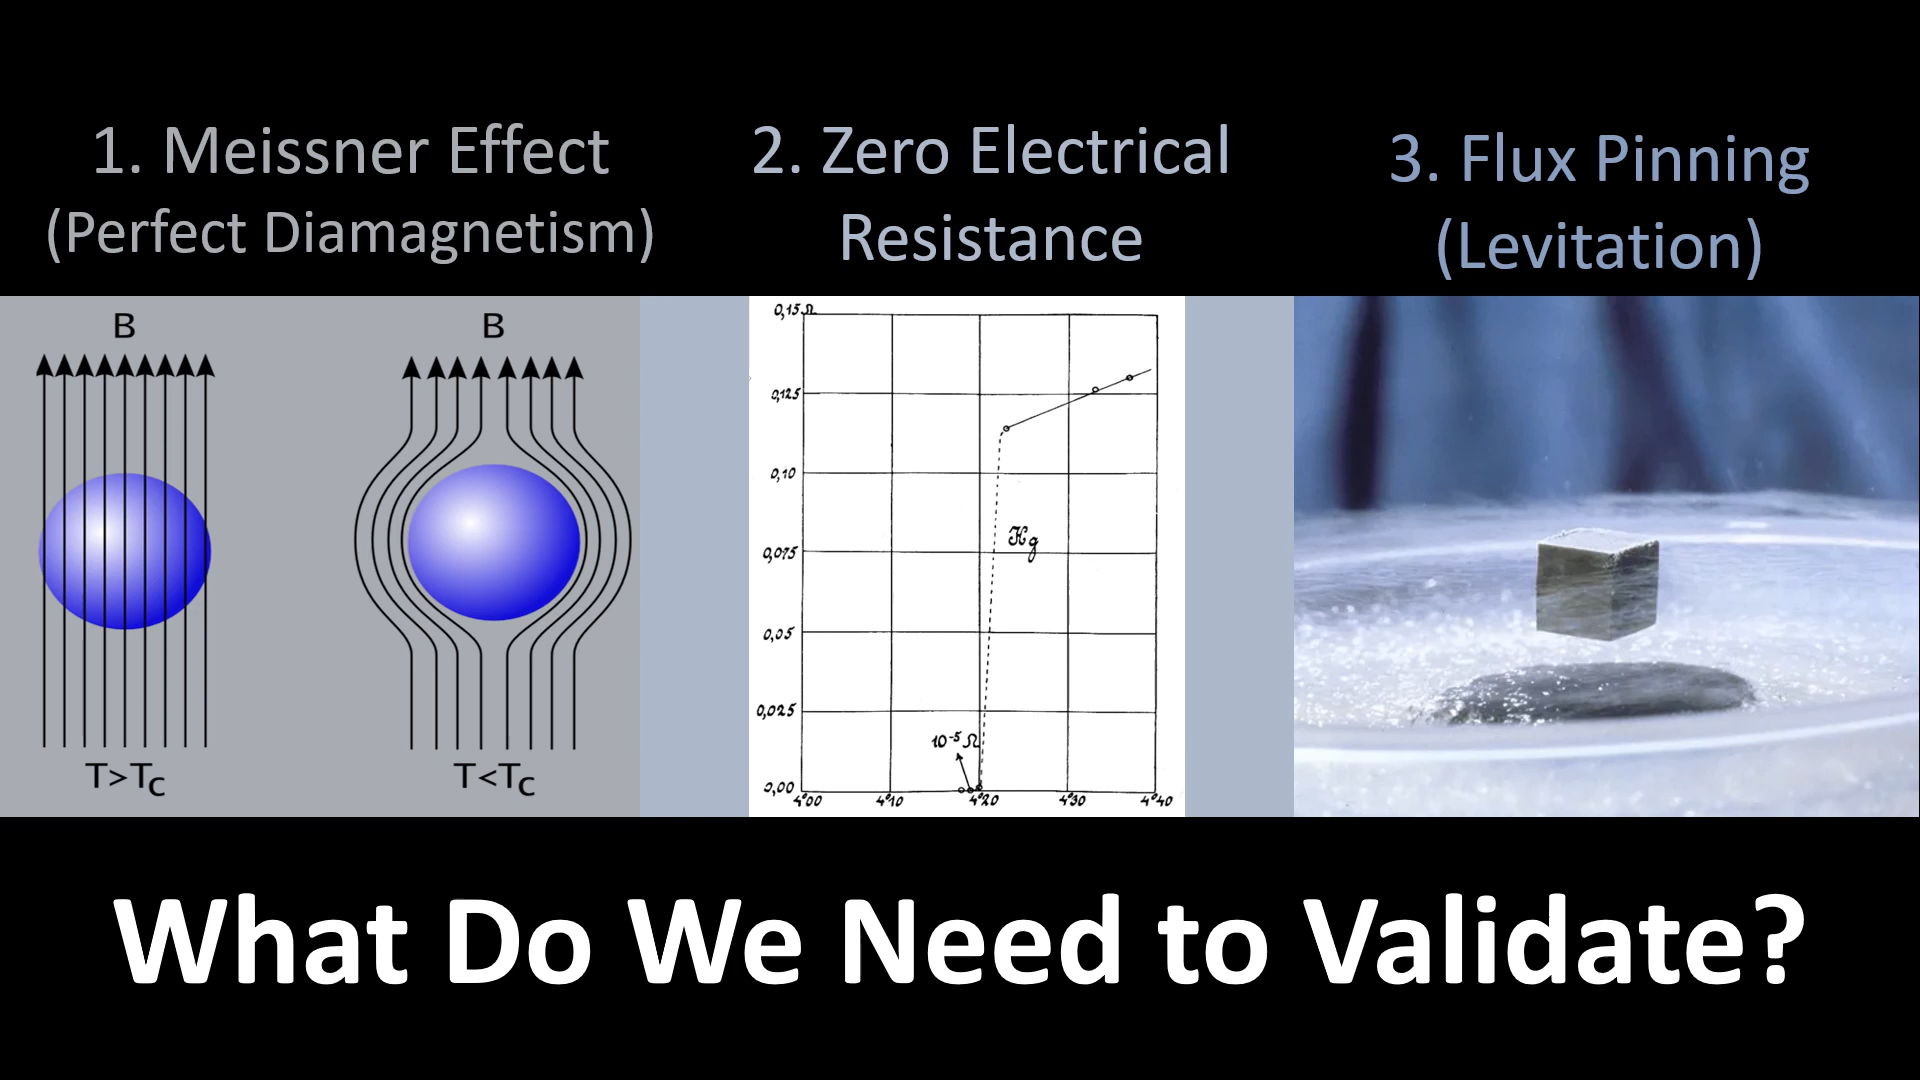 1. Meissner Effect
(Perfect Diamagnetism)
2. Zero Electrical
Resistance
3. Flux Pinning
(Levitation)
B
B
T>Tc
T<Tc
0,15Ω
0,125
0,10
0,075
0,05
0,025
0,00
Hg
10⁻⁵ Ω
4°00
4°10
4°20
4°30
4°40
What Do We Need to Validate?